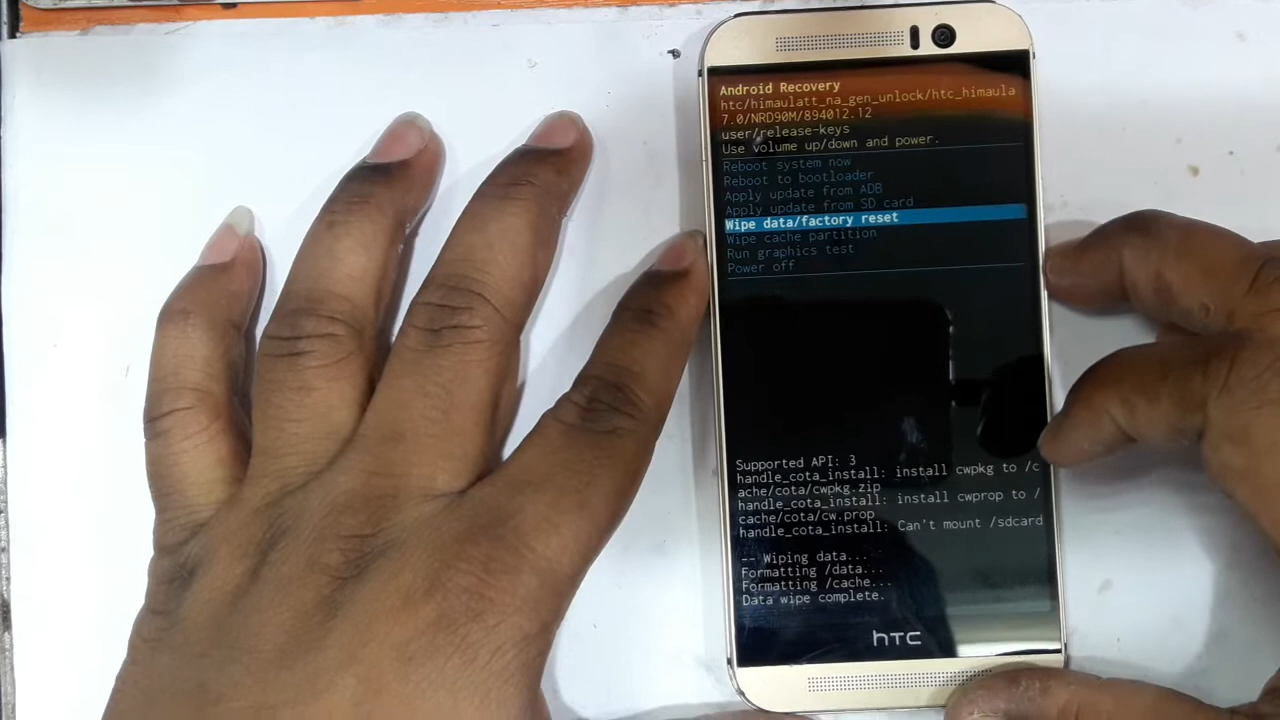 Android Recovery
htc/himaulatt_na_gen_unlock/htc_himaula
7.0/NRD90M/894012.12
user/release-keys
Use volume up/down and power.
Reboot system now
Reboot to bootloader
Apply update from ADB
Apply update from SD card
Wipe data/factory reset
Wipe cache partition
Run graphics test
Power off
Supported API: 3
handle_cota_install: install cwpkg to /c
ache/cota/cwpkg.zip
handle_cota_install: install cwprop to /
cache/cota/cw.prop
handle_cota_install: Can't mount /sdcard
-- Wiping data...
Formatting /data...
Formatting /cache...
Data wipe complete.
hTC